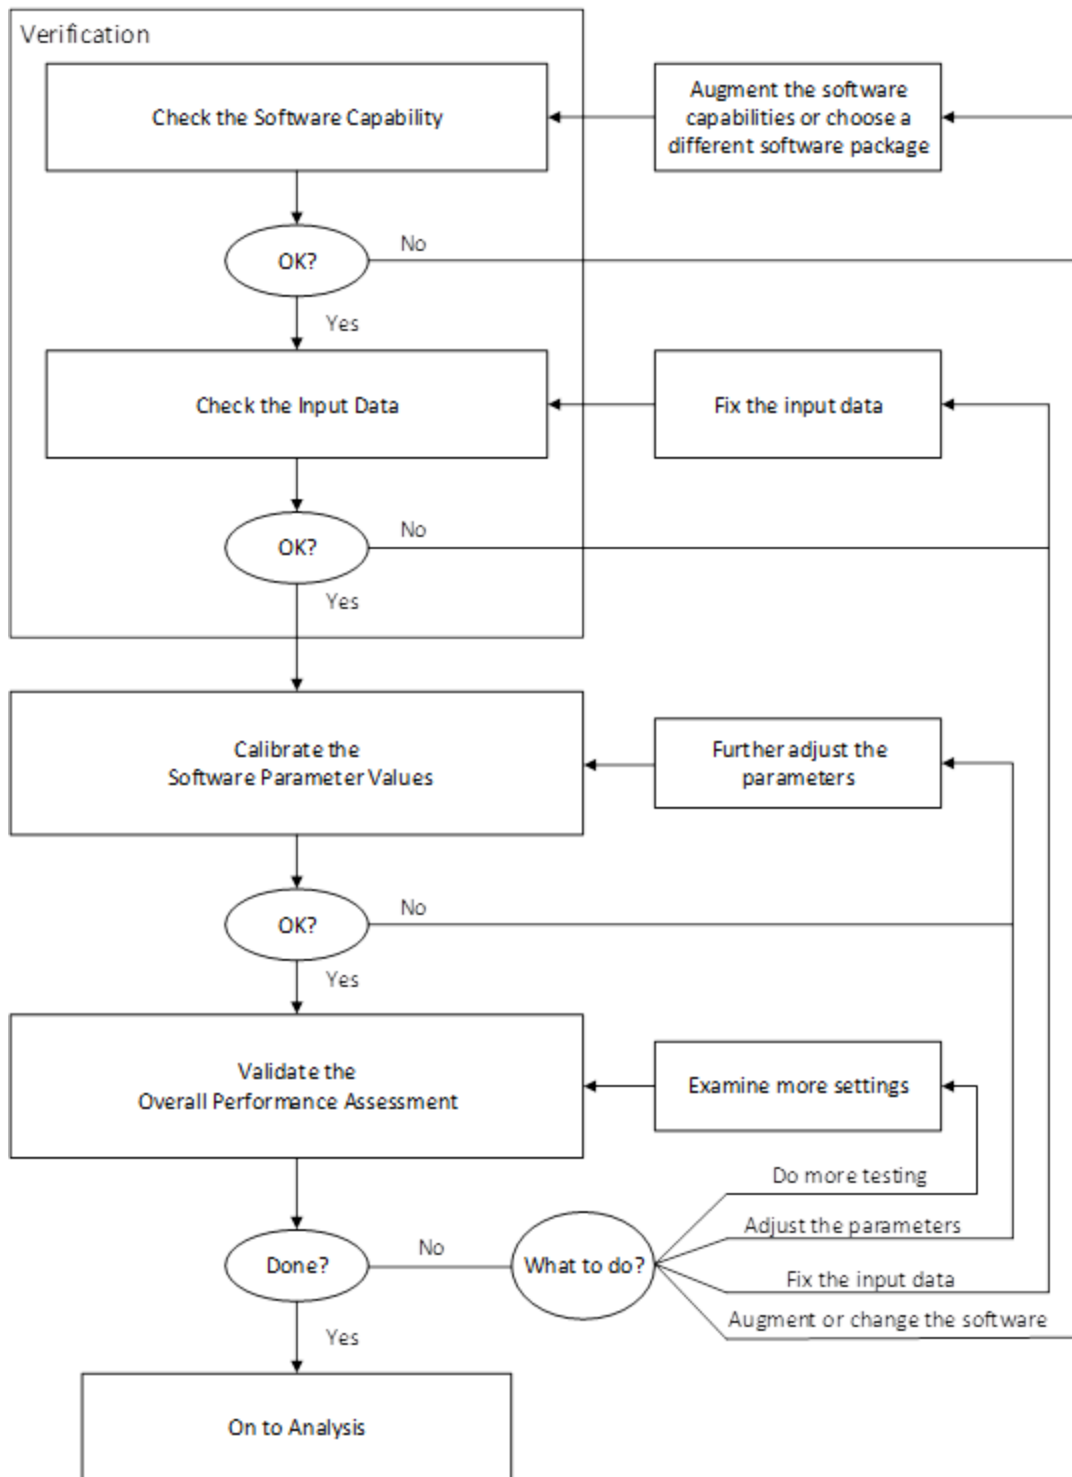 Verification
Check the Software Capability
Augment the software
capabilities or choose a
different software package
OK?
No
Yes
Check the Input Data
Fix the input data
OK?
No
Yes
Calibrate the
Software Parameter Values
Further adjust the
parameters
OK?
No
Yes
Validate the
Overall Performance Assessment
Examine more settings
Do more testing
Adjust the parameters
Done?
No
What to do?
Fix the input data
Augment or change the software
Yes
On to Analysis